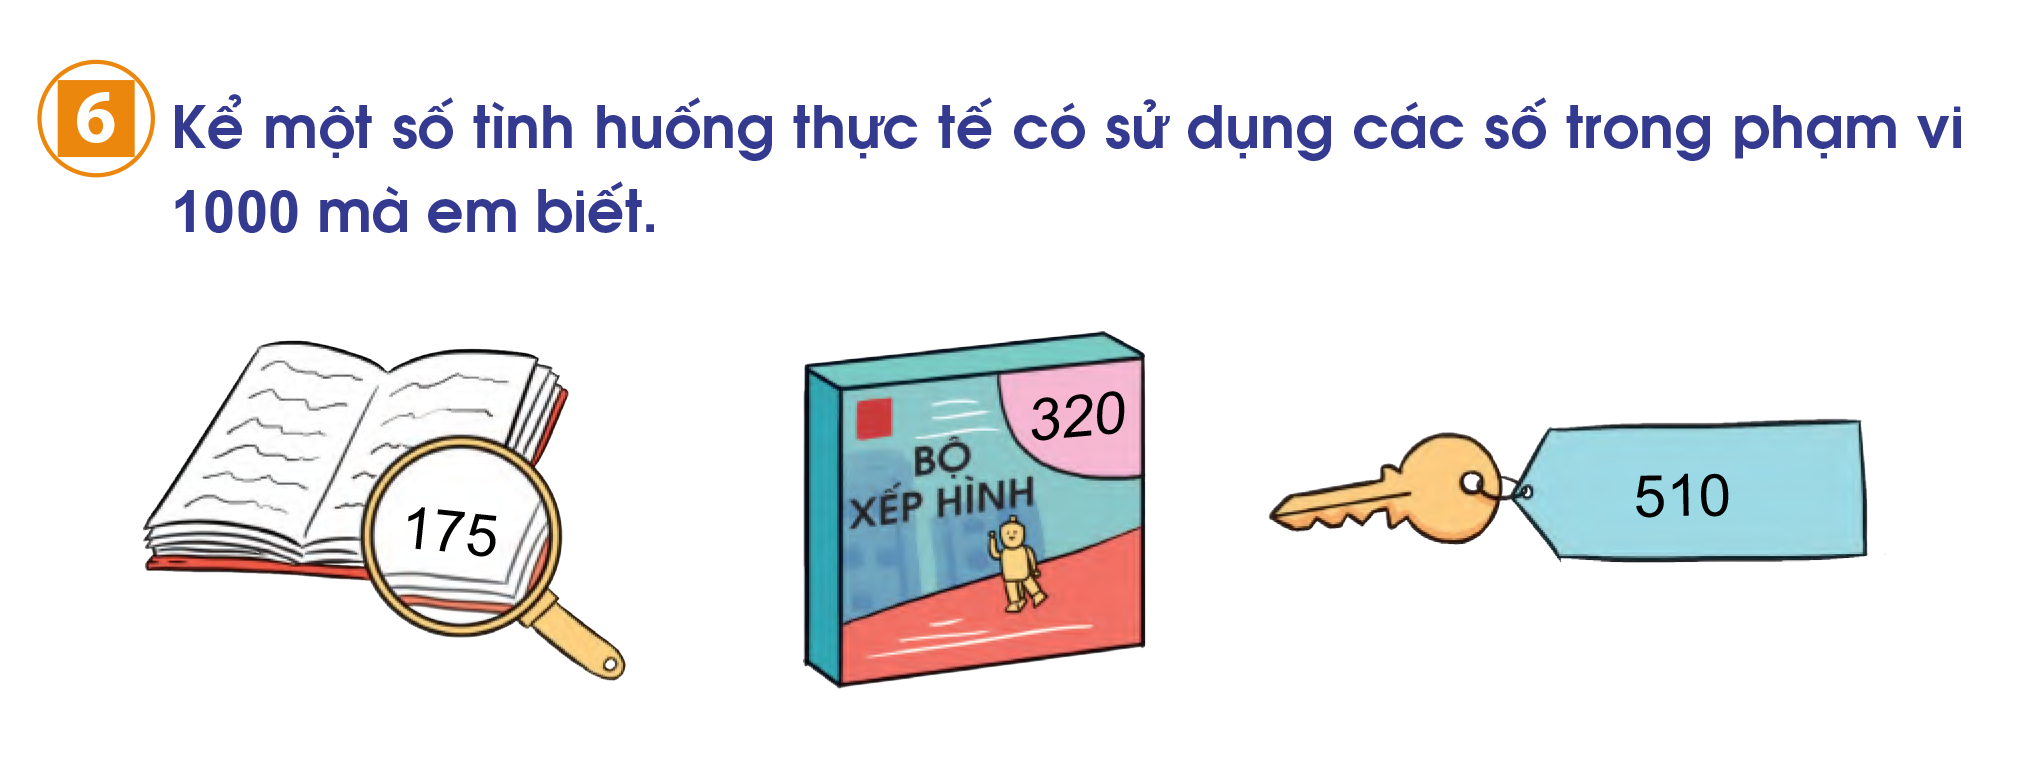 6 Kể một số tình huống thực tế có sử dụng các số trong phạm vi
1000 mà em biết.
175
320
BỘ
XẾP HÌNH
510